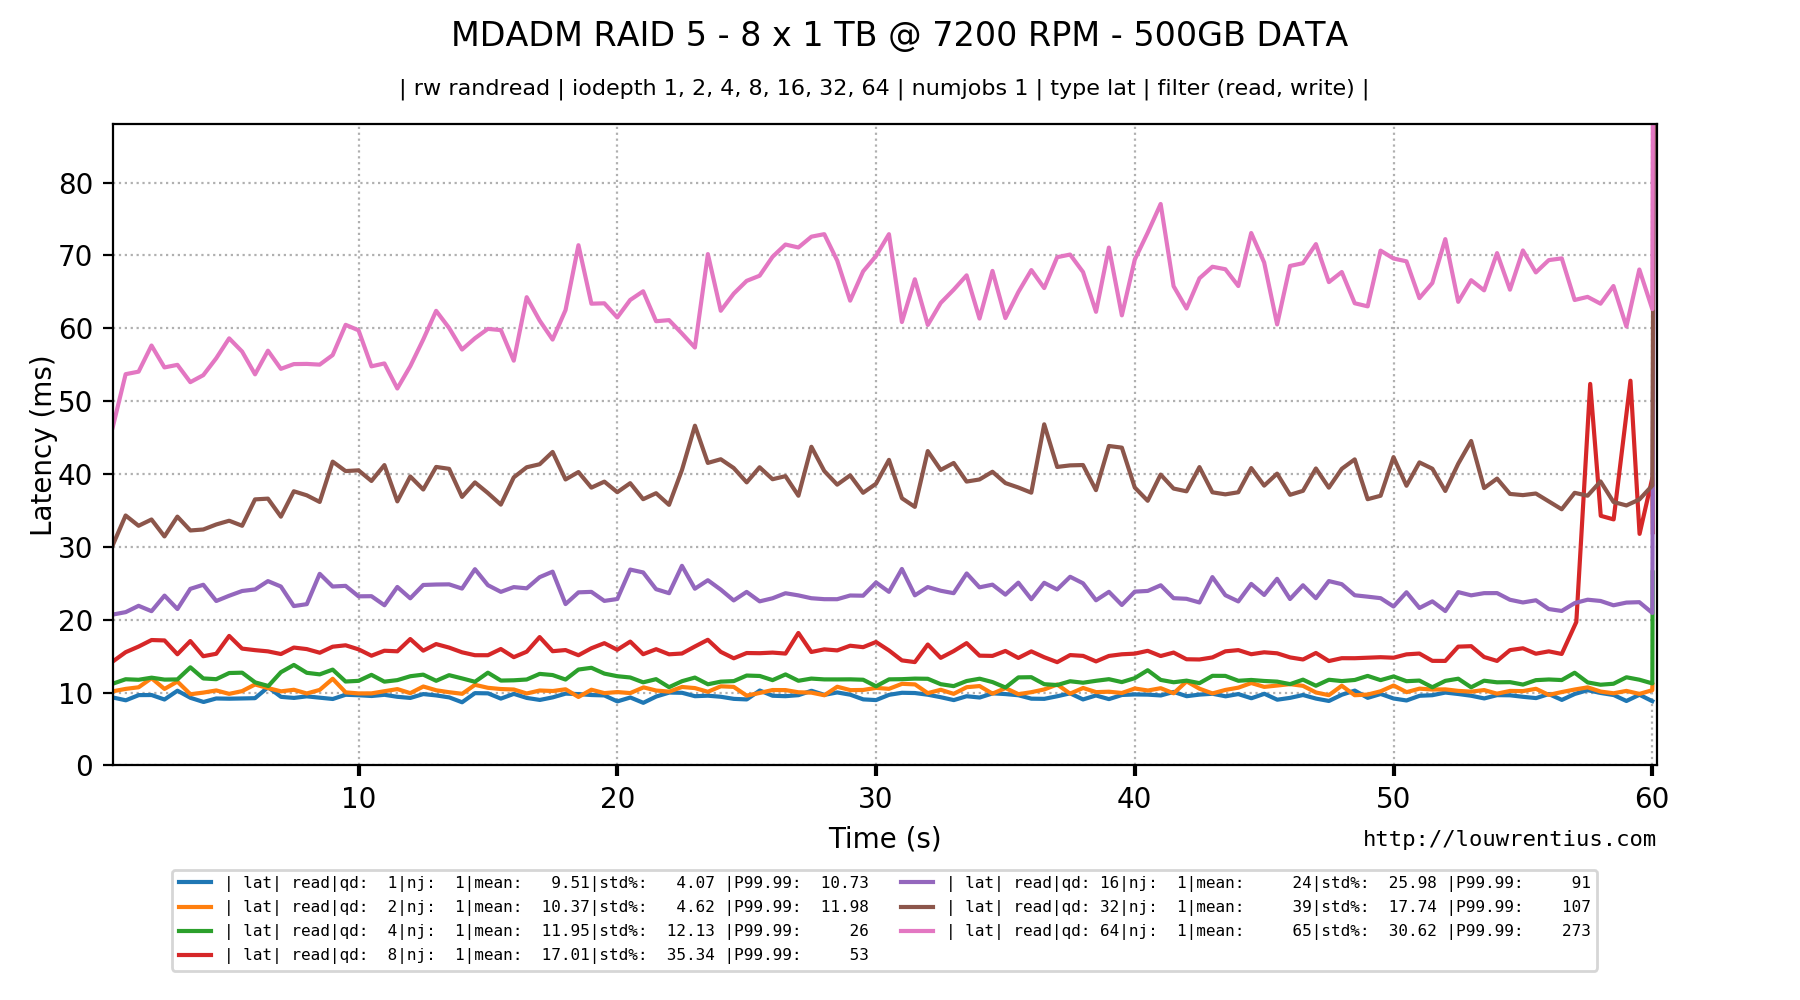 MDADM RAID 5 - 8 x 1 TB @ 7200 RPM - 500GB DATA
| rw randread | iodepth 1, 2, 4, 8, 16, 32, 64 | numjobs 1 | type lat | filter (read, write) |
Latency (ms)
80
70
60
50
40
30
20
10
0
10 20 30 40 50 60
Time (s)
http://louwrentius.com
| lat| read|qd:  1|nj:  1|mean:   9.51|std%:   4.07 |P99.99:  10.73
| lat| read|qd:  2|nj:  1|mean:  10.37|std%:   4.62 |P99.99:  11.98
| lat| read|qd:  4|nj:  1|mean:  11.95|std%:  12.13 |P99.99:     26
| lat| read|qd:  8|nj:  1|mean:  17.01|std%:  35.34 |P99.99:     53
| lat| read|qd: 16|nj:  1|mean:     24|std%:  25.98 |P99.99:     91
| lat| read|qd: 32|nj:  1|mean:     39|std%:  17.74 |P99.99:    107
| lat| read|qd: 64|nj:  1|mean:     65|std%:  30.62 |P99.99:    273